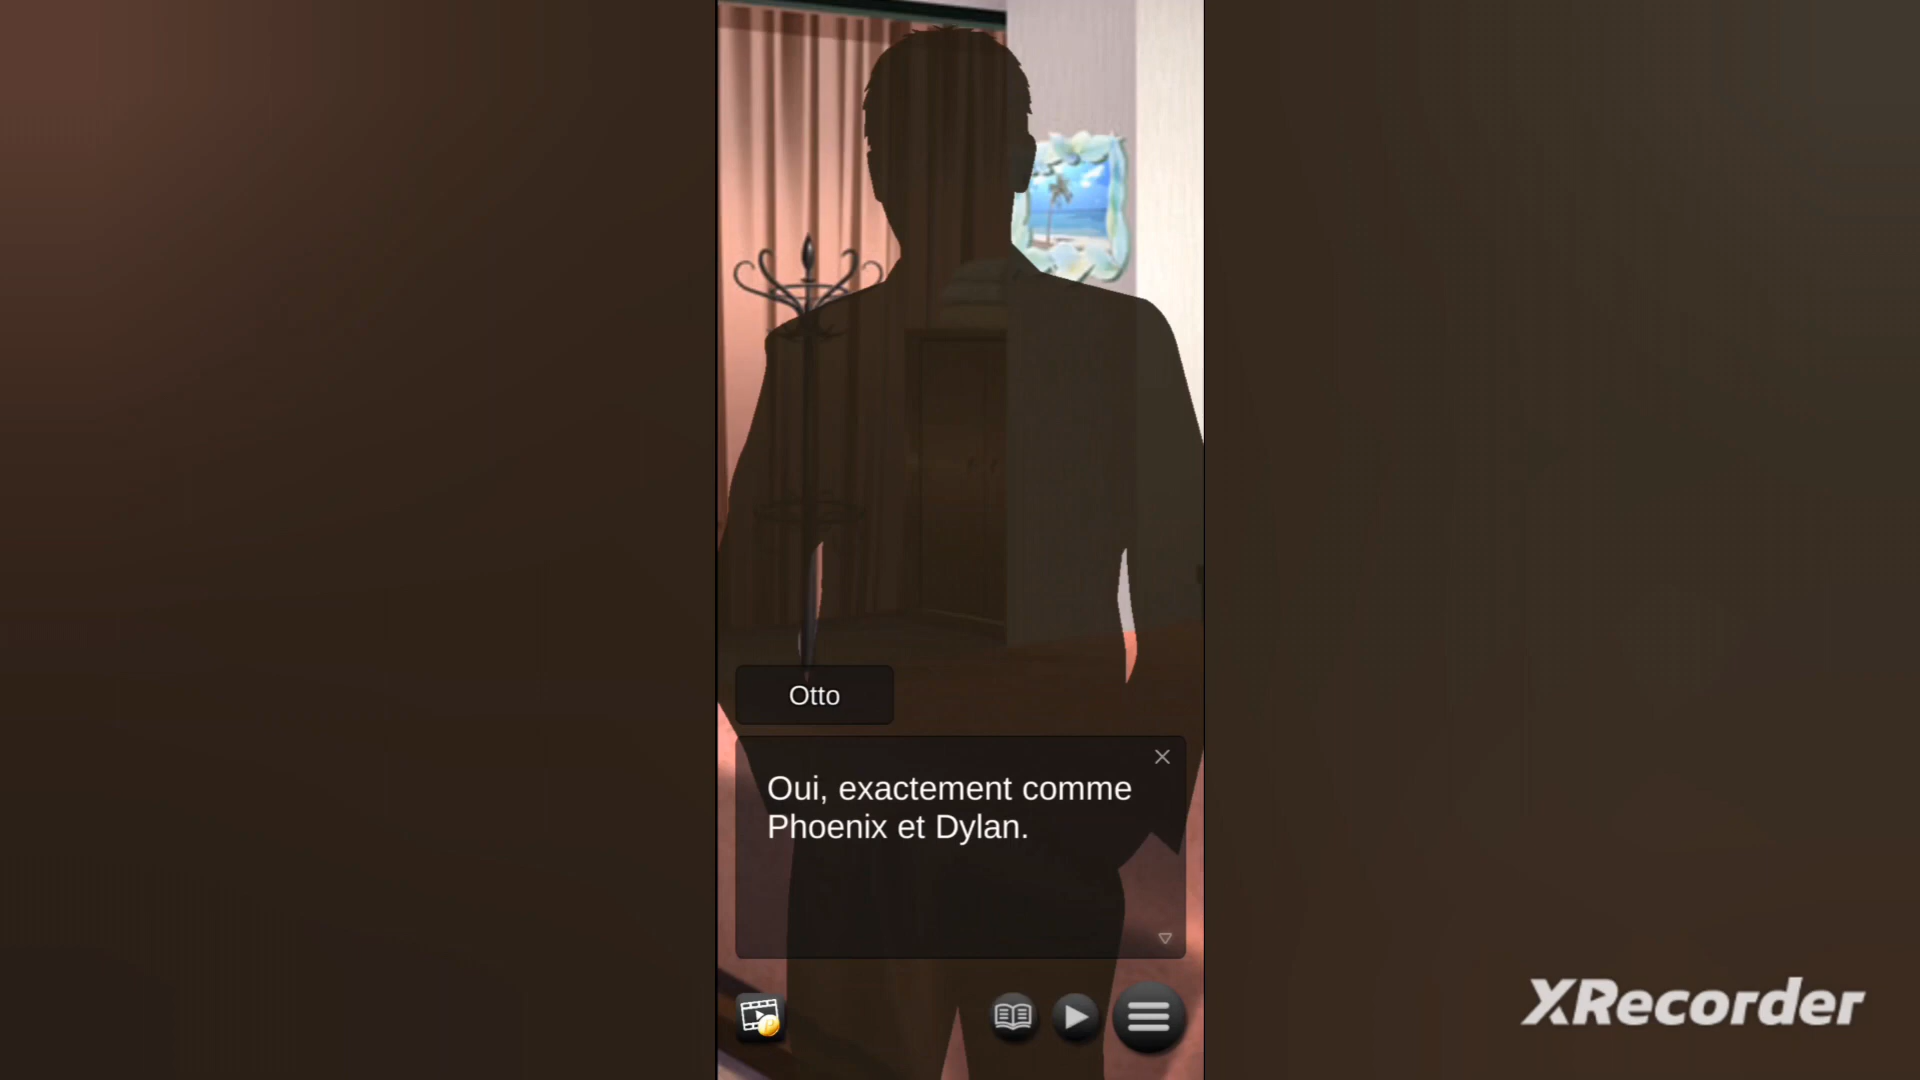 Otto
Oui, exactement comme
Phoenix et Dylan.
XRecorder